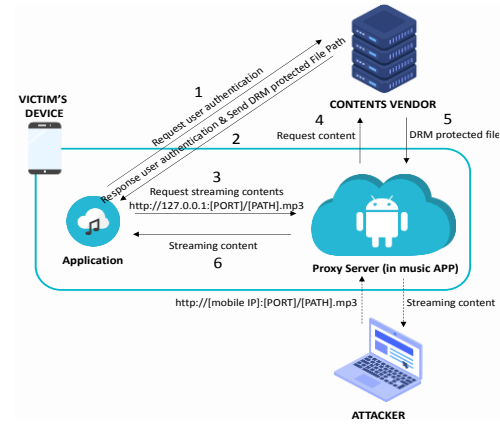 VICTIM'S
DEVICE
1
Request user authentication
Response user authentication & Send DRM protected File Path
2
CONTENTS VENDOR
4
Request content
5
DRM protected file
3
Request streaming contents
http://127.0.0.1:[PORT]/[PATH].mp3
Streaming content
6
Application
Proxy Server (in music APP)
http://[mobile IP]:[PORT]/[PATH].mp3
Streaming content
ATTACKER